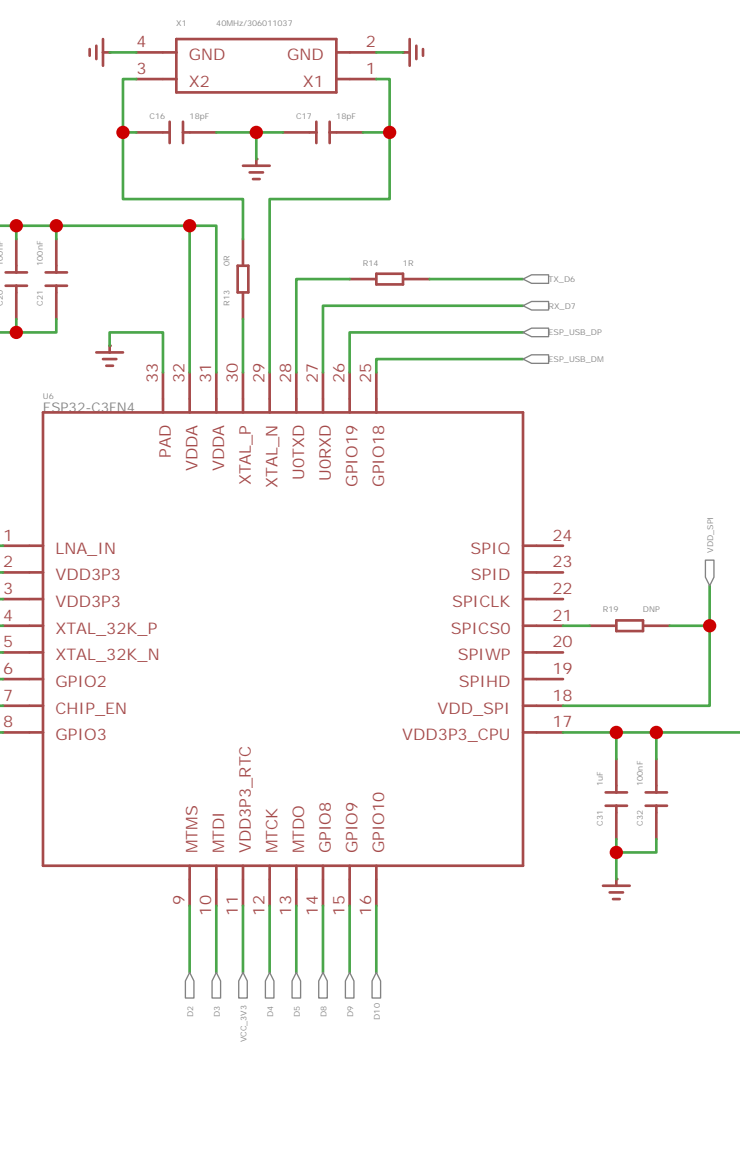 X1 40MHz/306011037
4 GND GND 2
3 X2 X1 1
C16 18pF C17 18pF
100nF
C20
100nF
C21
0R
R13
R14 1R
TX_D6
RX_D7
ESP_USB_DP
ESP_USB_DM
33 32 31 30 29 28 27 26 25
U6
ESP32-C3FN4
PAD
VDDA
VDDA
XTAL_P
XTAL_N
U0TXD
U0RXD
GPIO19
GPIO18
1 LNA_IN
2 VDD3P3
3 VDD3P3
4 XTAL_32K_P
5 XTAL_32K_N
6 GPIO2
7 CHIP_EN
8 GPIO3
SPIQ 24
SPID 23
SPICLK 22
SPICS0 21
SPIWP 20
SPIHD 19
VDD_SPI 18
VDD3P3_CPU 17
VDD_SPI
R19 DNP
1uF
C31
100nF
C32
MTMS
MTDI
VDD3P3_RTC
MTCK
MTDO
GPIO8
GPIO9
GPIO10
9 10 11 12 13 14 15 16
D2
D3
VCC_3V3
D4
D5
D8
D9
D10